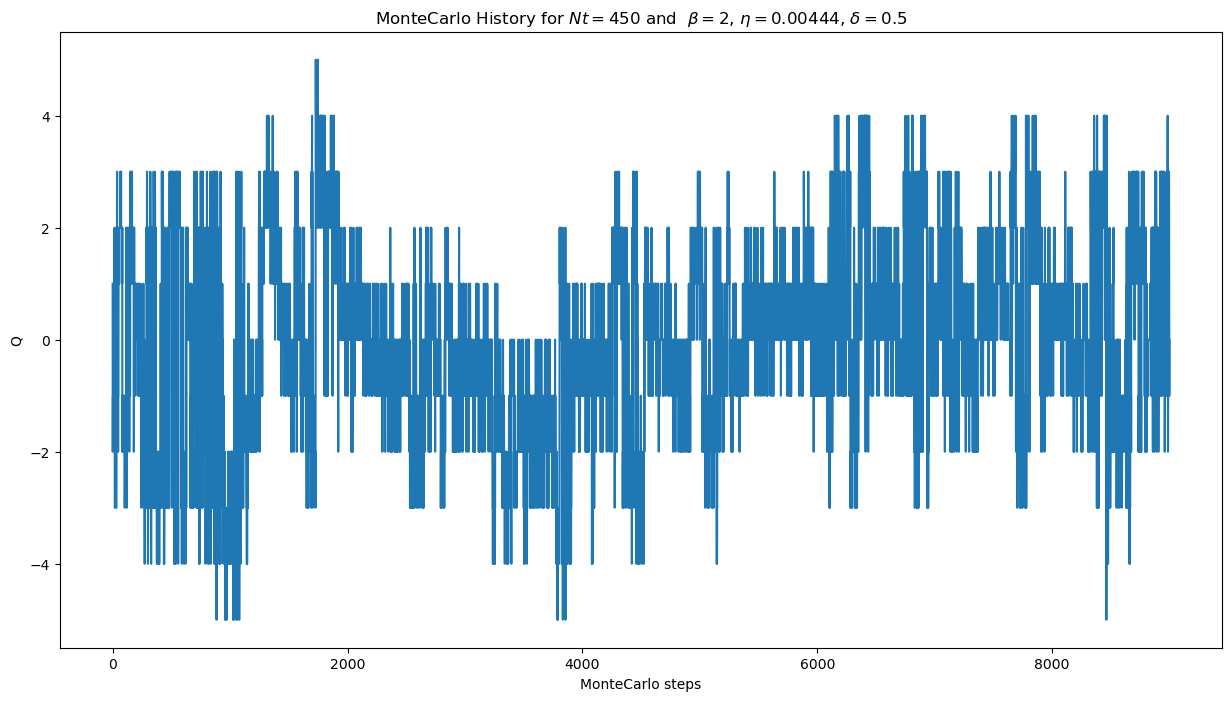 MonteCarlo History for Nt = 450 and β = 2, η = 0.00444, δ = 0.5
4
2
0
−2
−4
Q
0 2000 4000 6000 8000
MonteCarlo steps